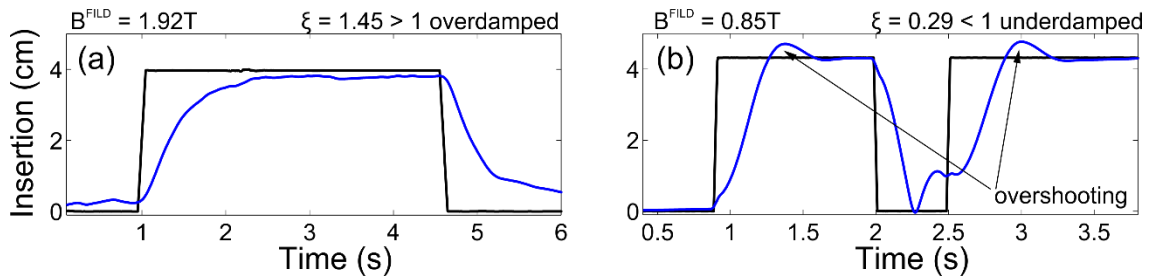 B^FILD = 1.92T ξ = 1.45 > 1 overdamped
(a)
Insertion (cm)
4
2
0
1 2 3 4 5 6
Time (s)
B^FILD = 0.85T ξ = 0.29 < 1 underdamped
(b)
4
2
0
overshooting
0.5 1 1.5 2 2.5 3 3.5
Time (s)